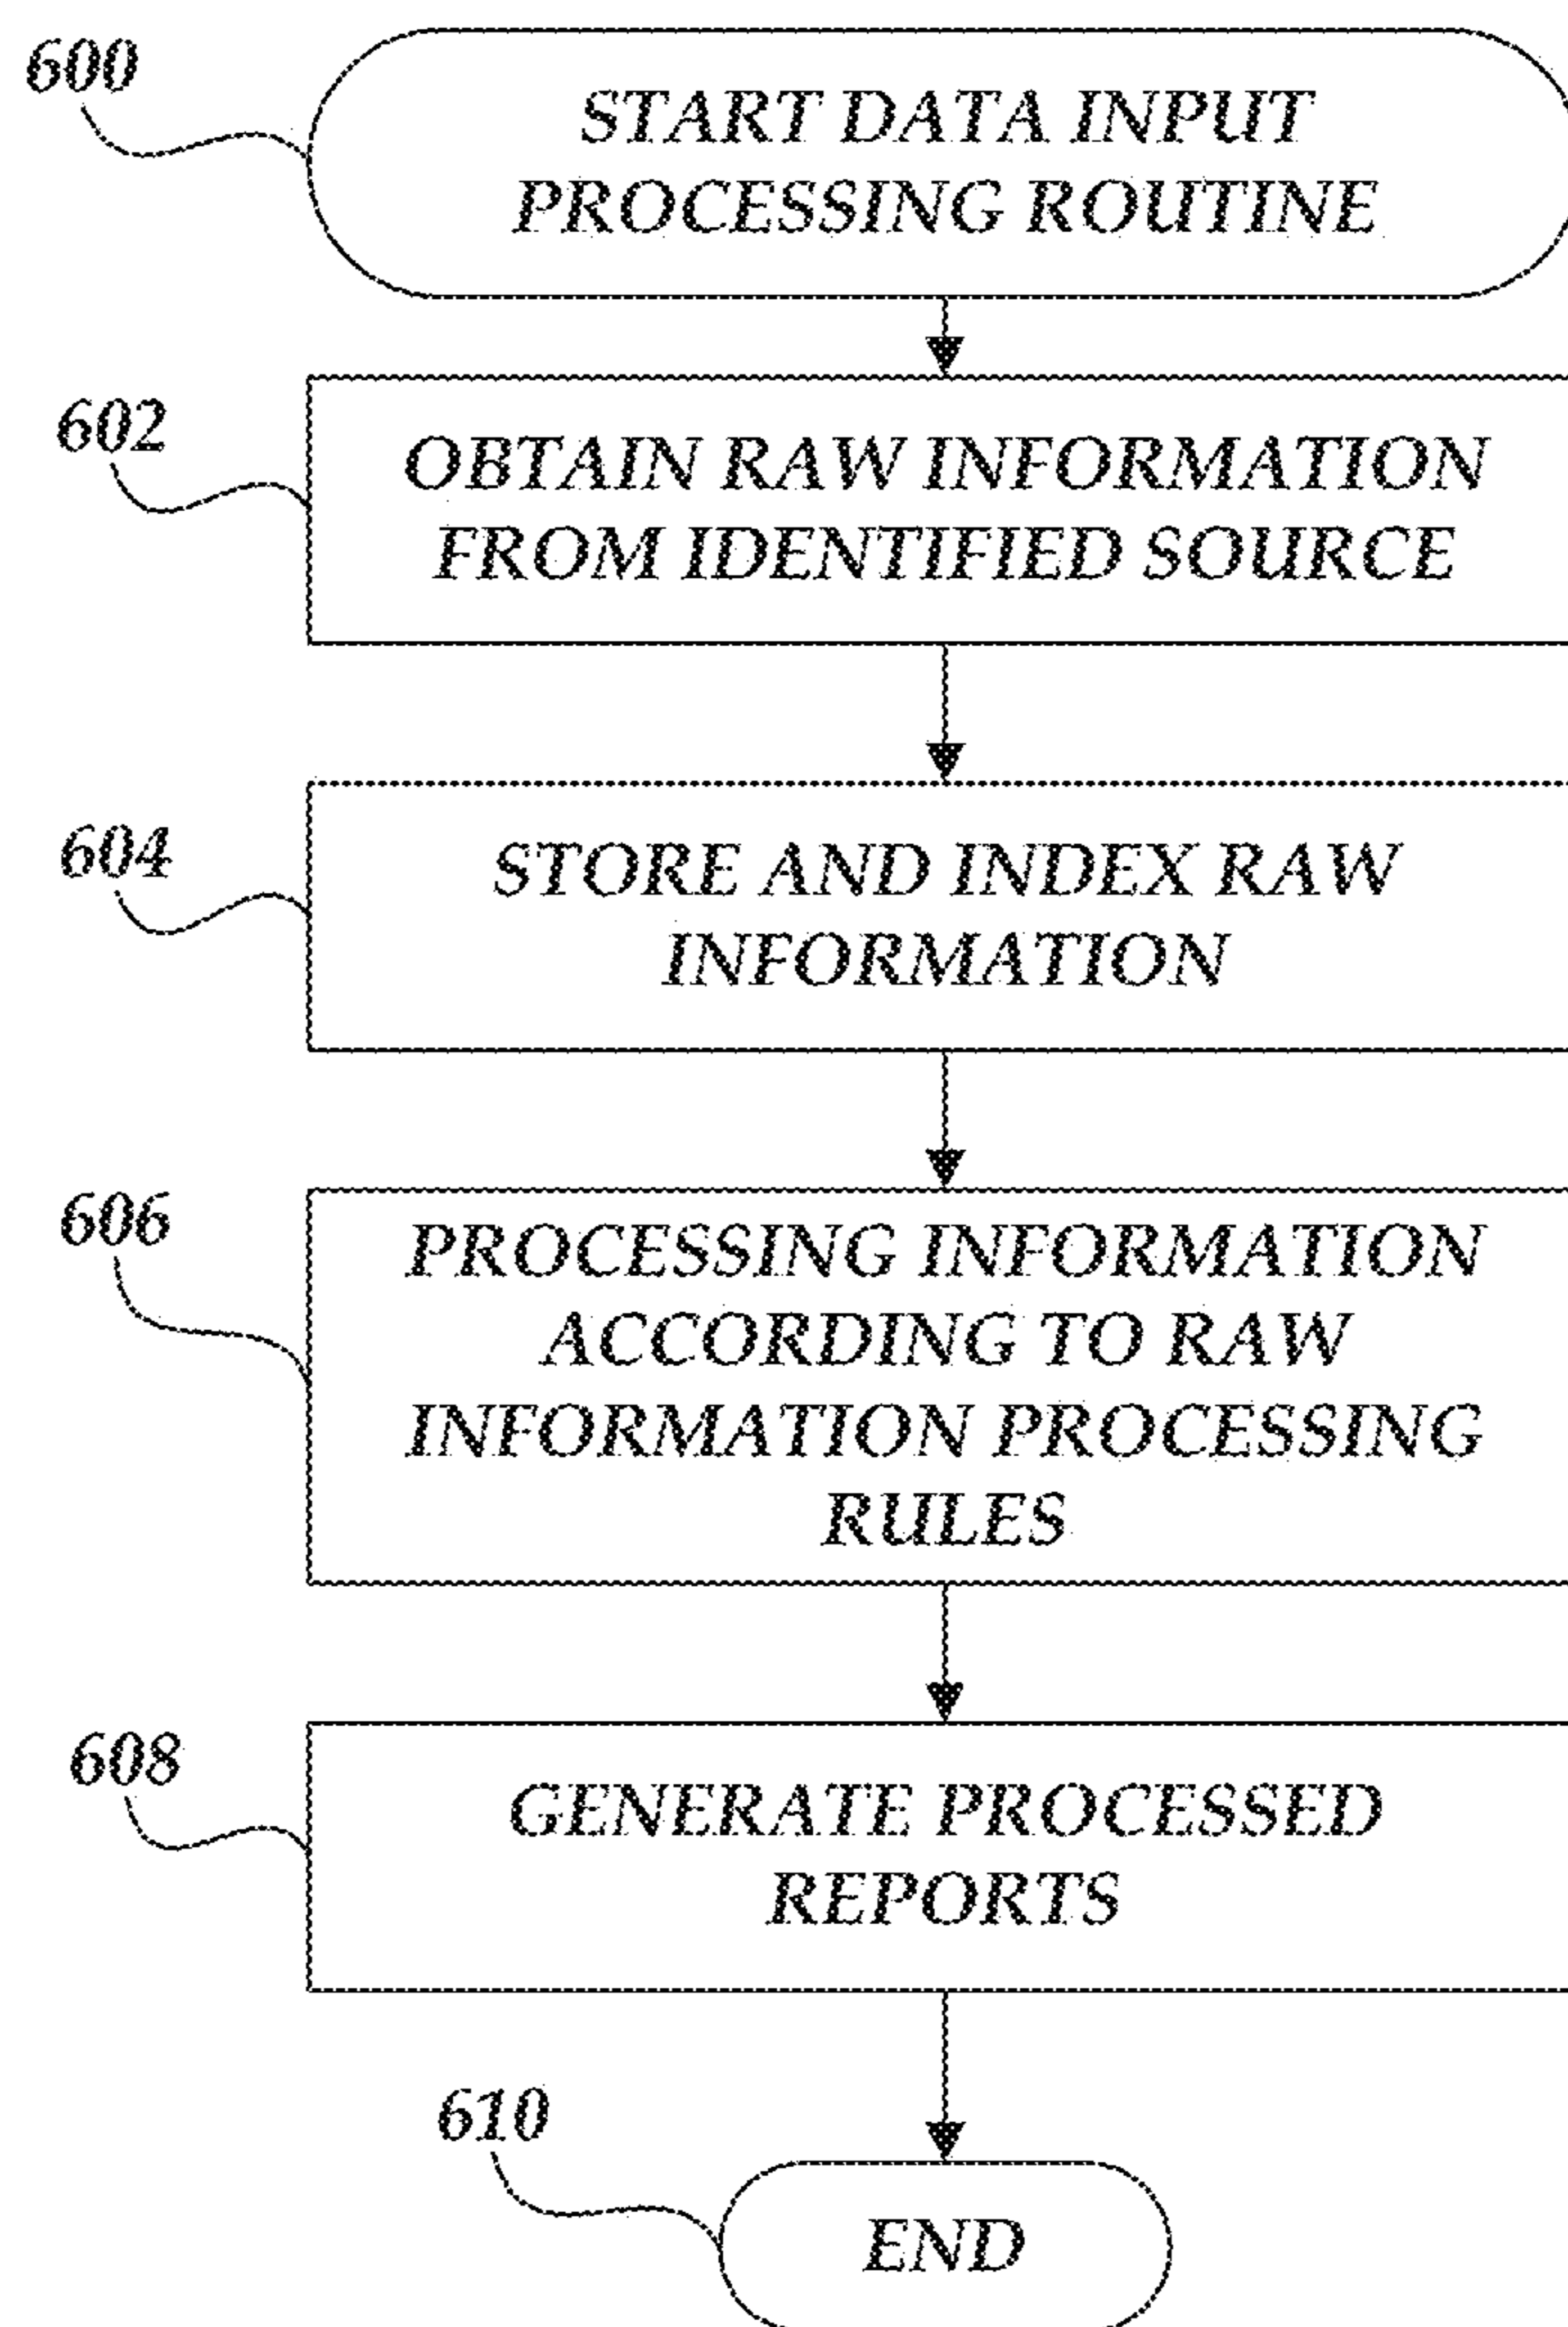 600
START DATA INPUT
PROCESSING ROUTINE
602
OBTAIN RAW INFORMATION
FROM IDENTIFIED SOURCE
604
STORE AND INDEX RAW
INFORMATION
606
PROCESSING INFORMATION
ACCORDING TO RAW
INFORMATION PROCESSING
RULES
608
GENERATE PROCESSED
REPORTS
610
END